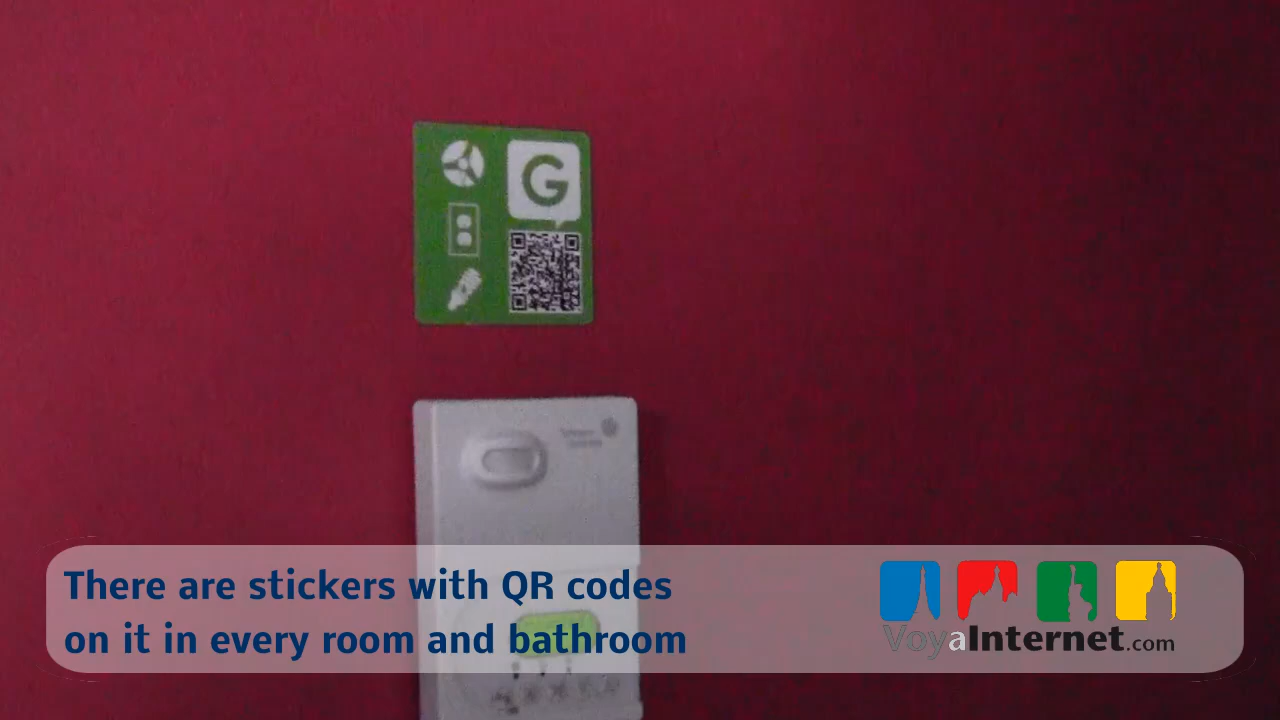 G
There are stickers with QR codes
on it in every room and bathroom
VoyaInternet.com